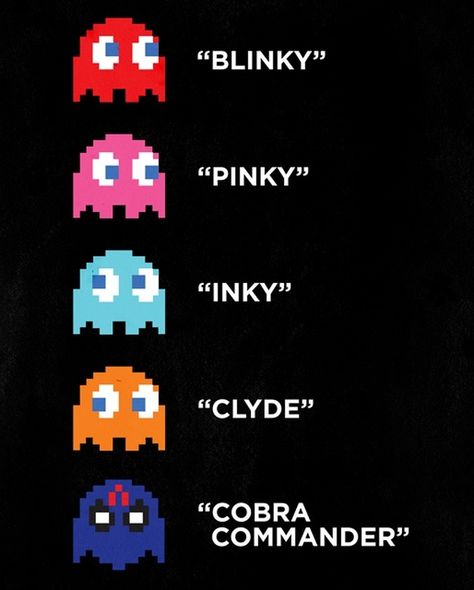 “BLINKY”
“PINKY”
“INKY”
“CLYDE”
“COBRA
COMMANDER”